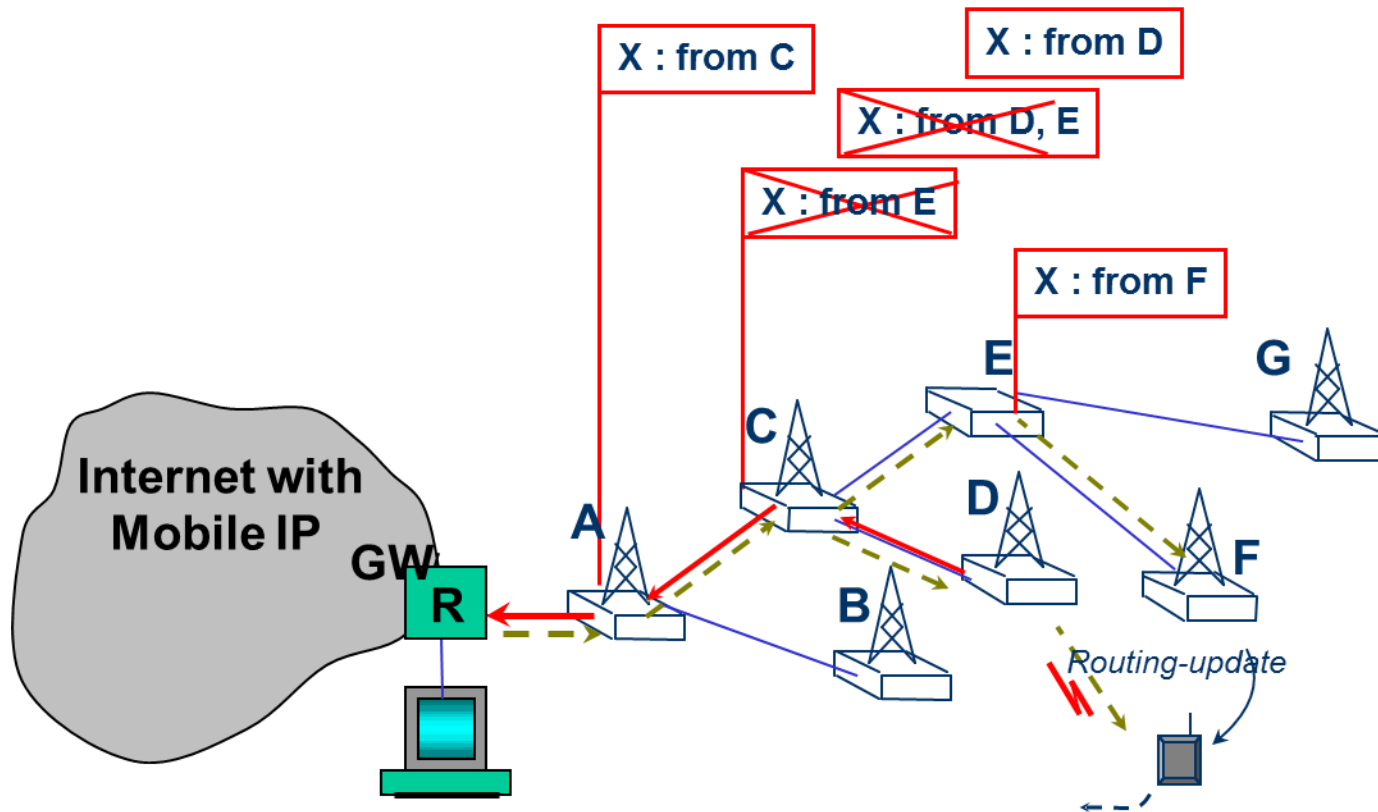 X : from D
X : from C
X : from D, E
X : from E
X : from F
E
G
C
Internet with
Mobile IP
A
D
GW
F
R
B
Routing-update